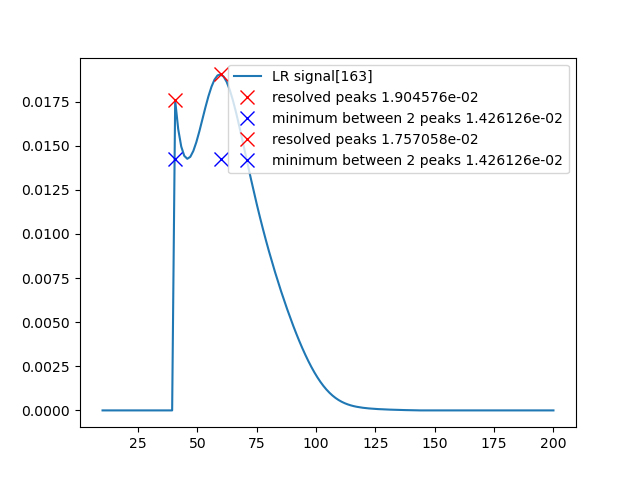 LR signal[163]
resolved peaks 1.904576e-02
minimum between 2 peaks 1.426126e-02
resolved peaks 1.757058e-02
minimum between 2 peaks 1.426126e-02
0.0175
0.0150
0.0125
0.0100
0.0075
0.0050
0.0025
0.0000
25 50 75 100 125 150 175 200